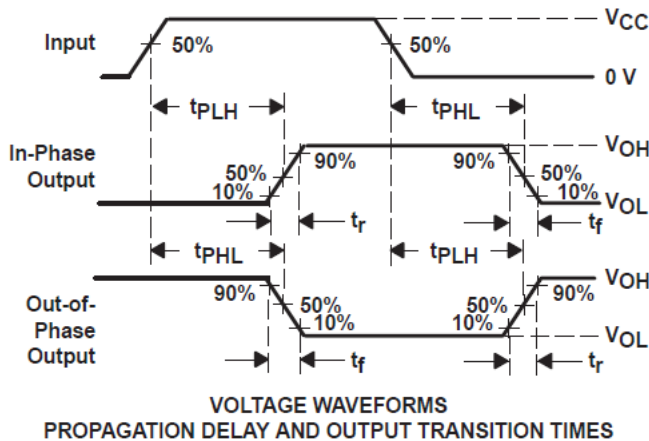 VCC
Input 50% 50%
0 V
tPLH tPHL
In-Phase Output
90% 90% VOH
50% 50%
10% 10% VOL
tr tf
tPHL tPLH
Out-of-Phase Output
90% 90% VOH
50% 50%
10% 10% VOL
tf tr
VOLTAGE WAVEFORMS
PROPAGATION DELAY AND OUTPUT TRANSITION TIMES